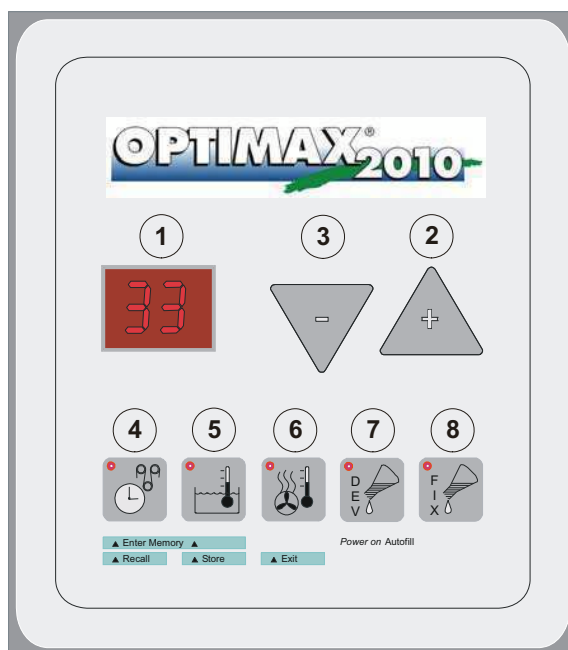 OPTIMAX® 2010
1 3 2
33
- +
4 5 6 7 8
DEV
FIX
▲ Enter Memory ▲
Power on Autofill
▲ Recall ▲ Store ▲ Exit